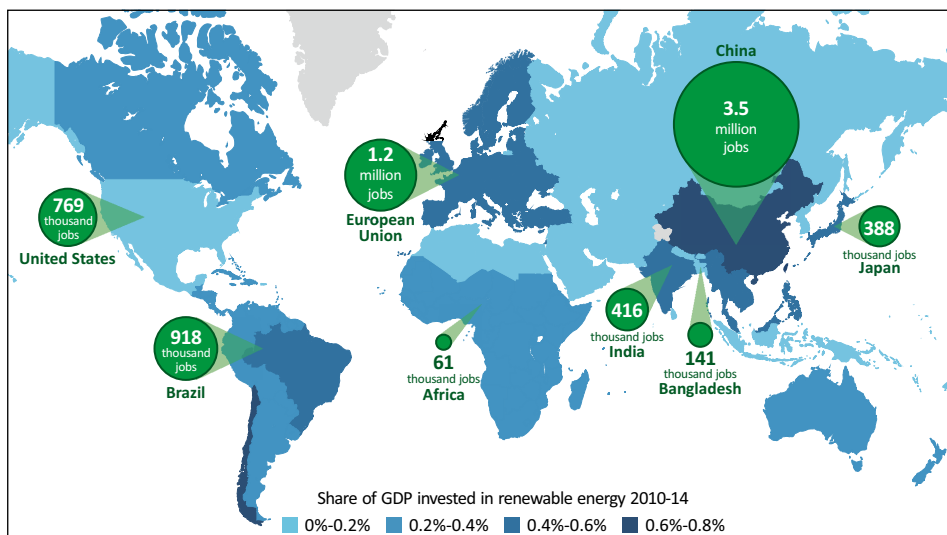 China
3.5
million
jobs
1.2
million
jobs
European
Union
769
thousand
jobs
United States
388
thousand jobs
Japan
416
thousand jobs
India
141
thousand jobs
Bangladesh
918
thousand
jobs
Brazil
61
thousand jobs
Africa
Share of GDP invested in renewable energy 2010-14
0%-0.2% 0.2%-0.4% 0.4%-0.6% 0.6%-0.8%